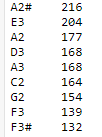 A2# 216
E3 204
A2 177
D3 168
A3 168
C2 164
G2 154
F3 139
F3# 132